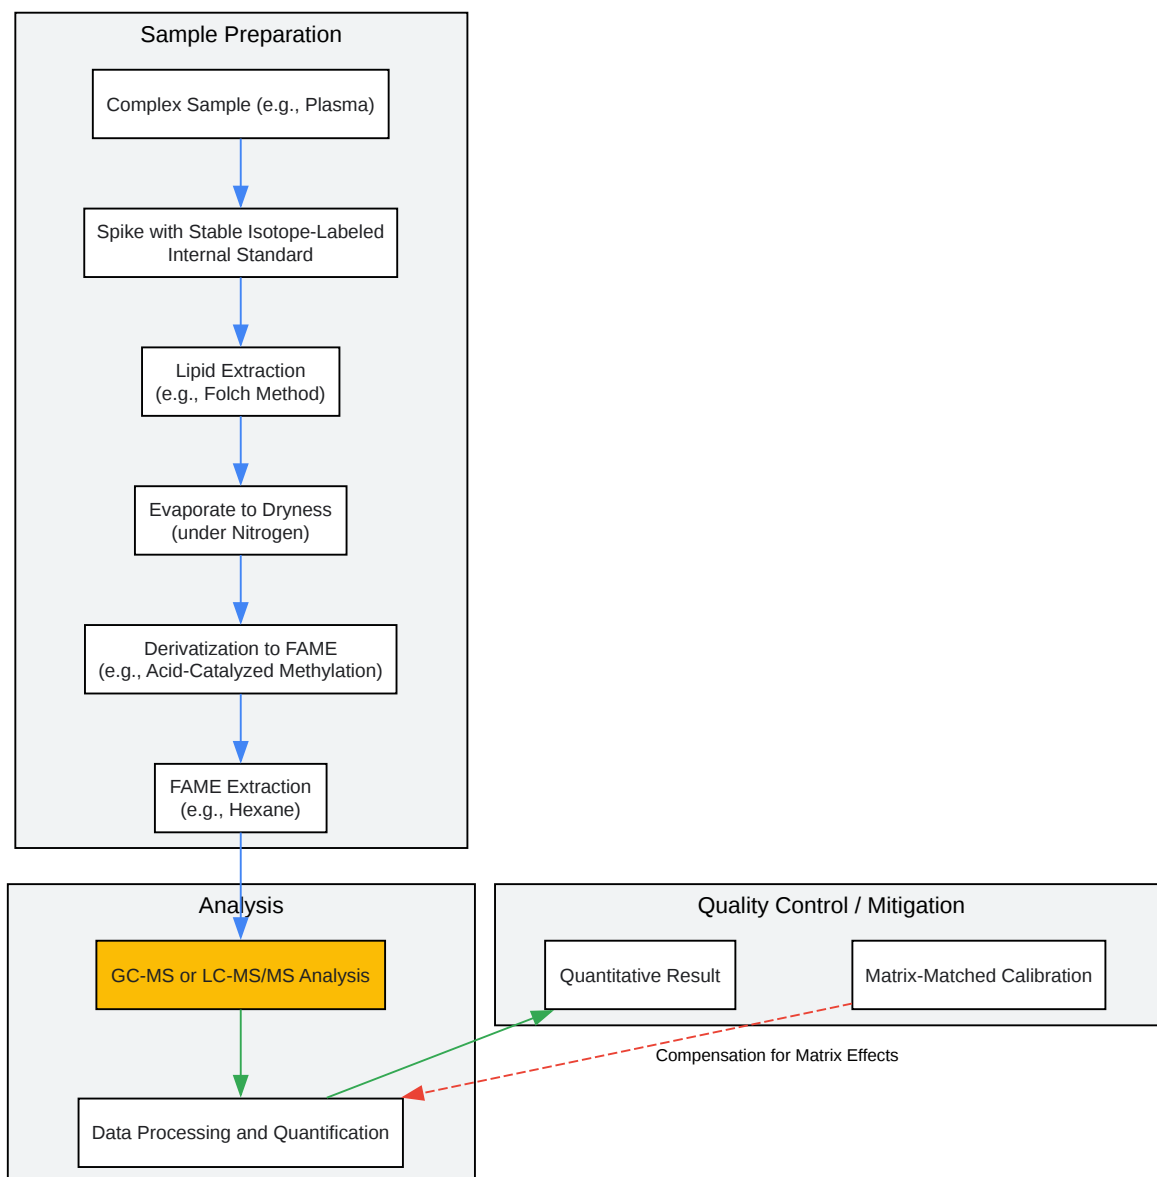 Sample Preparation
Complex Sample (e.g., Plasma)
Spike with Stable Isotope-Labeled
Internal Standard
Lipid Extraction
(e.g., Folch Method)
Evaporate to Dryness
(under Nitrogen)
Derivatization to FAME
(e.g., Acid-Catalyzed Methylation)
FAME Extraction
(e.g., Hexane)
Analysis
GC-MS or LC-MS/MS Analysis
Data Processing and Quantification
Quality Control / Mitigation
Quantitative Result
Matrix-Matched Calibration
Compensation for Matrix Effects